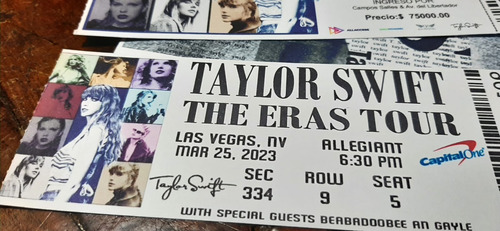 INGRESO POR
Campos Salles & Av. del Libertador
Precio:$ 75000.00
TAYLOR SWIFT
THE ERAS TOUR
LAS VEGAS, NV
MAR 25, 2023
ALLEGIANT
6:30 PM
Capital One
Taylor Swift
SEC ROW SEAT
334 9 5
WITH SPECIAL GUESTS BEABADOOBEE AN GAYLE